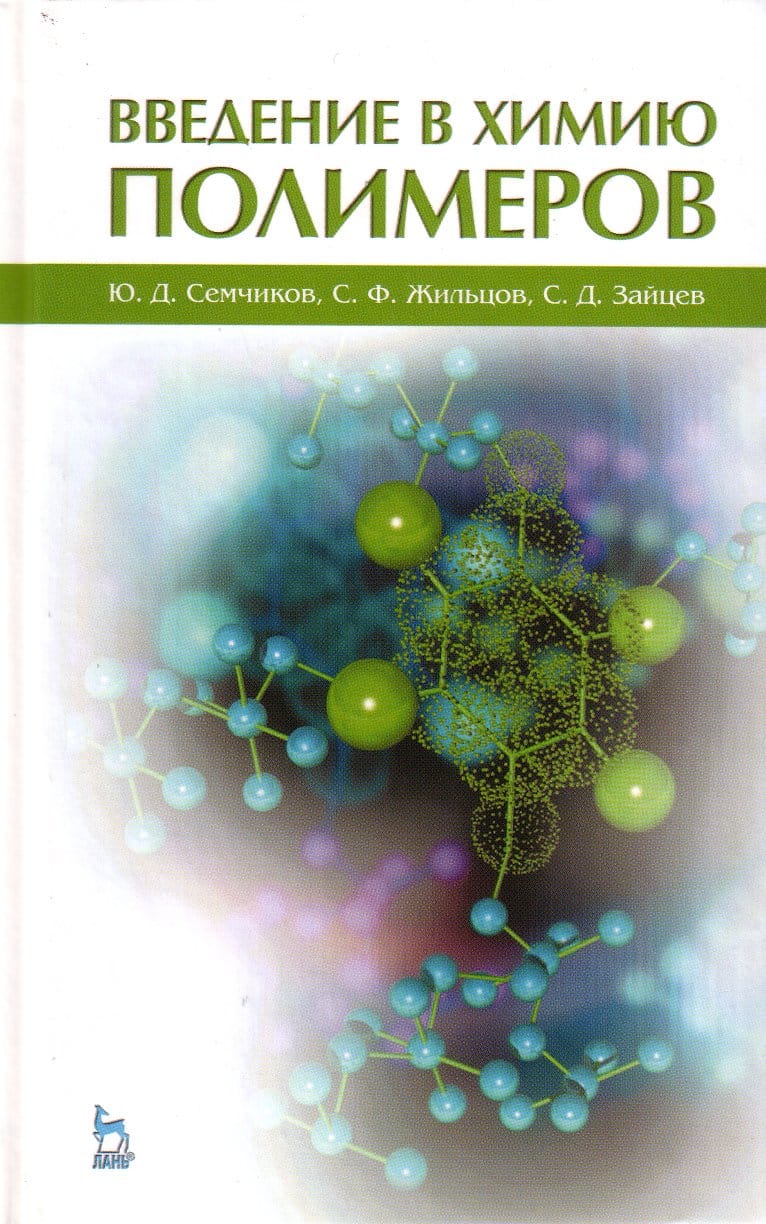 ВВЕДЕНИЕ В ХИМИЮ
ПОЛИМЕРОВ
Ю. Д. Семчиков, С. Ф. Жильцов, С. Д. Зайцев
ЛАНЬ®